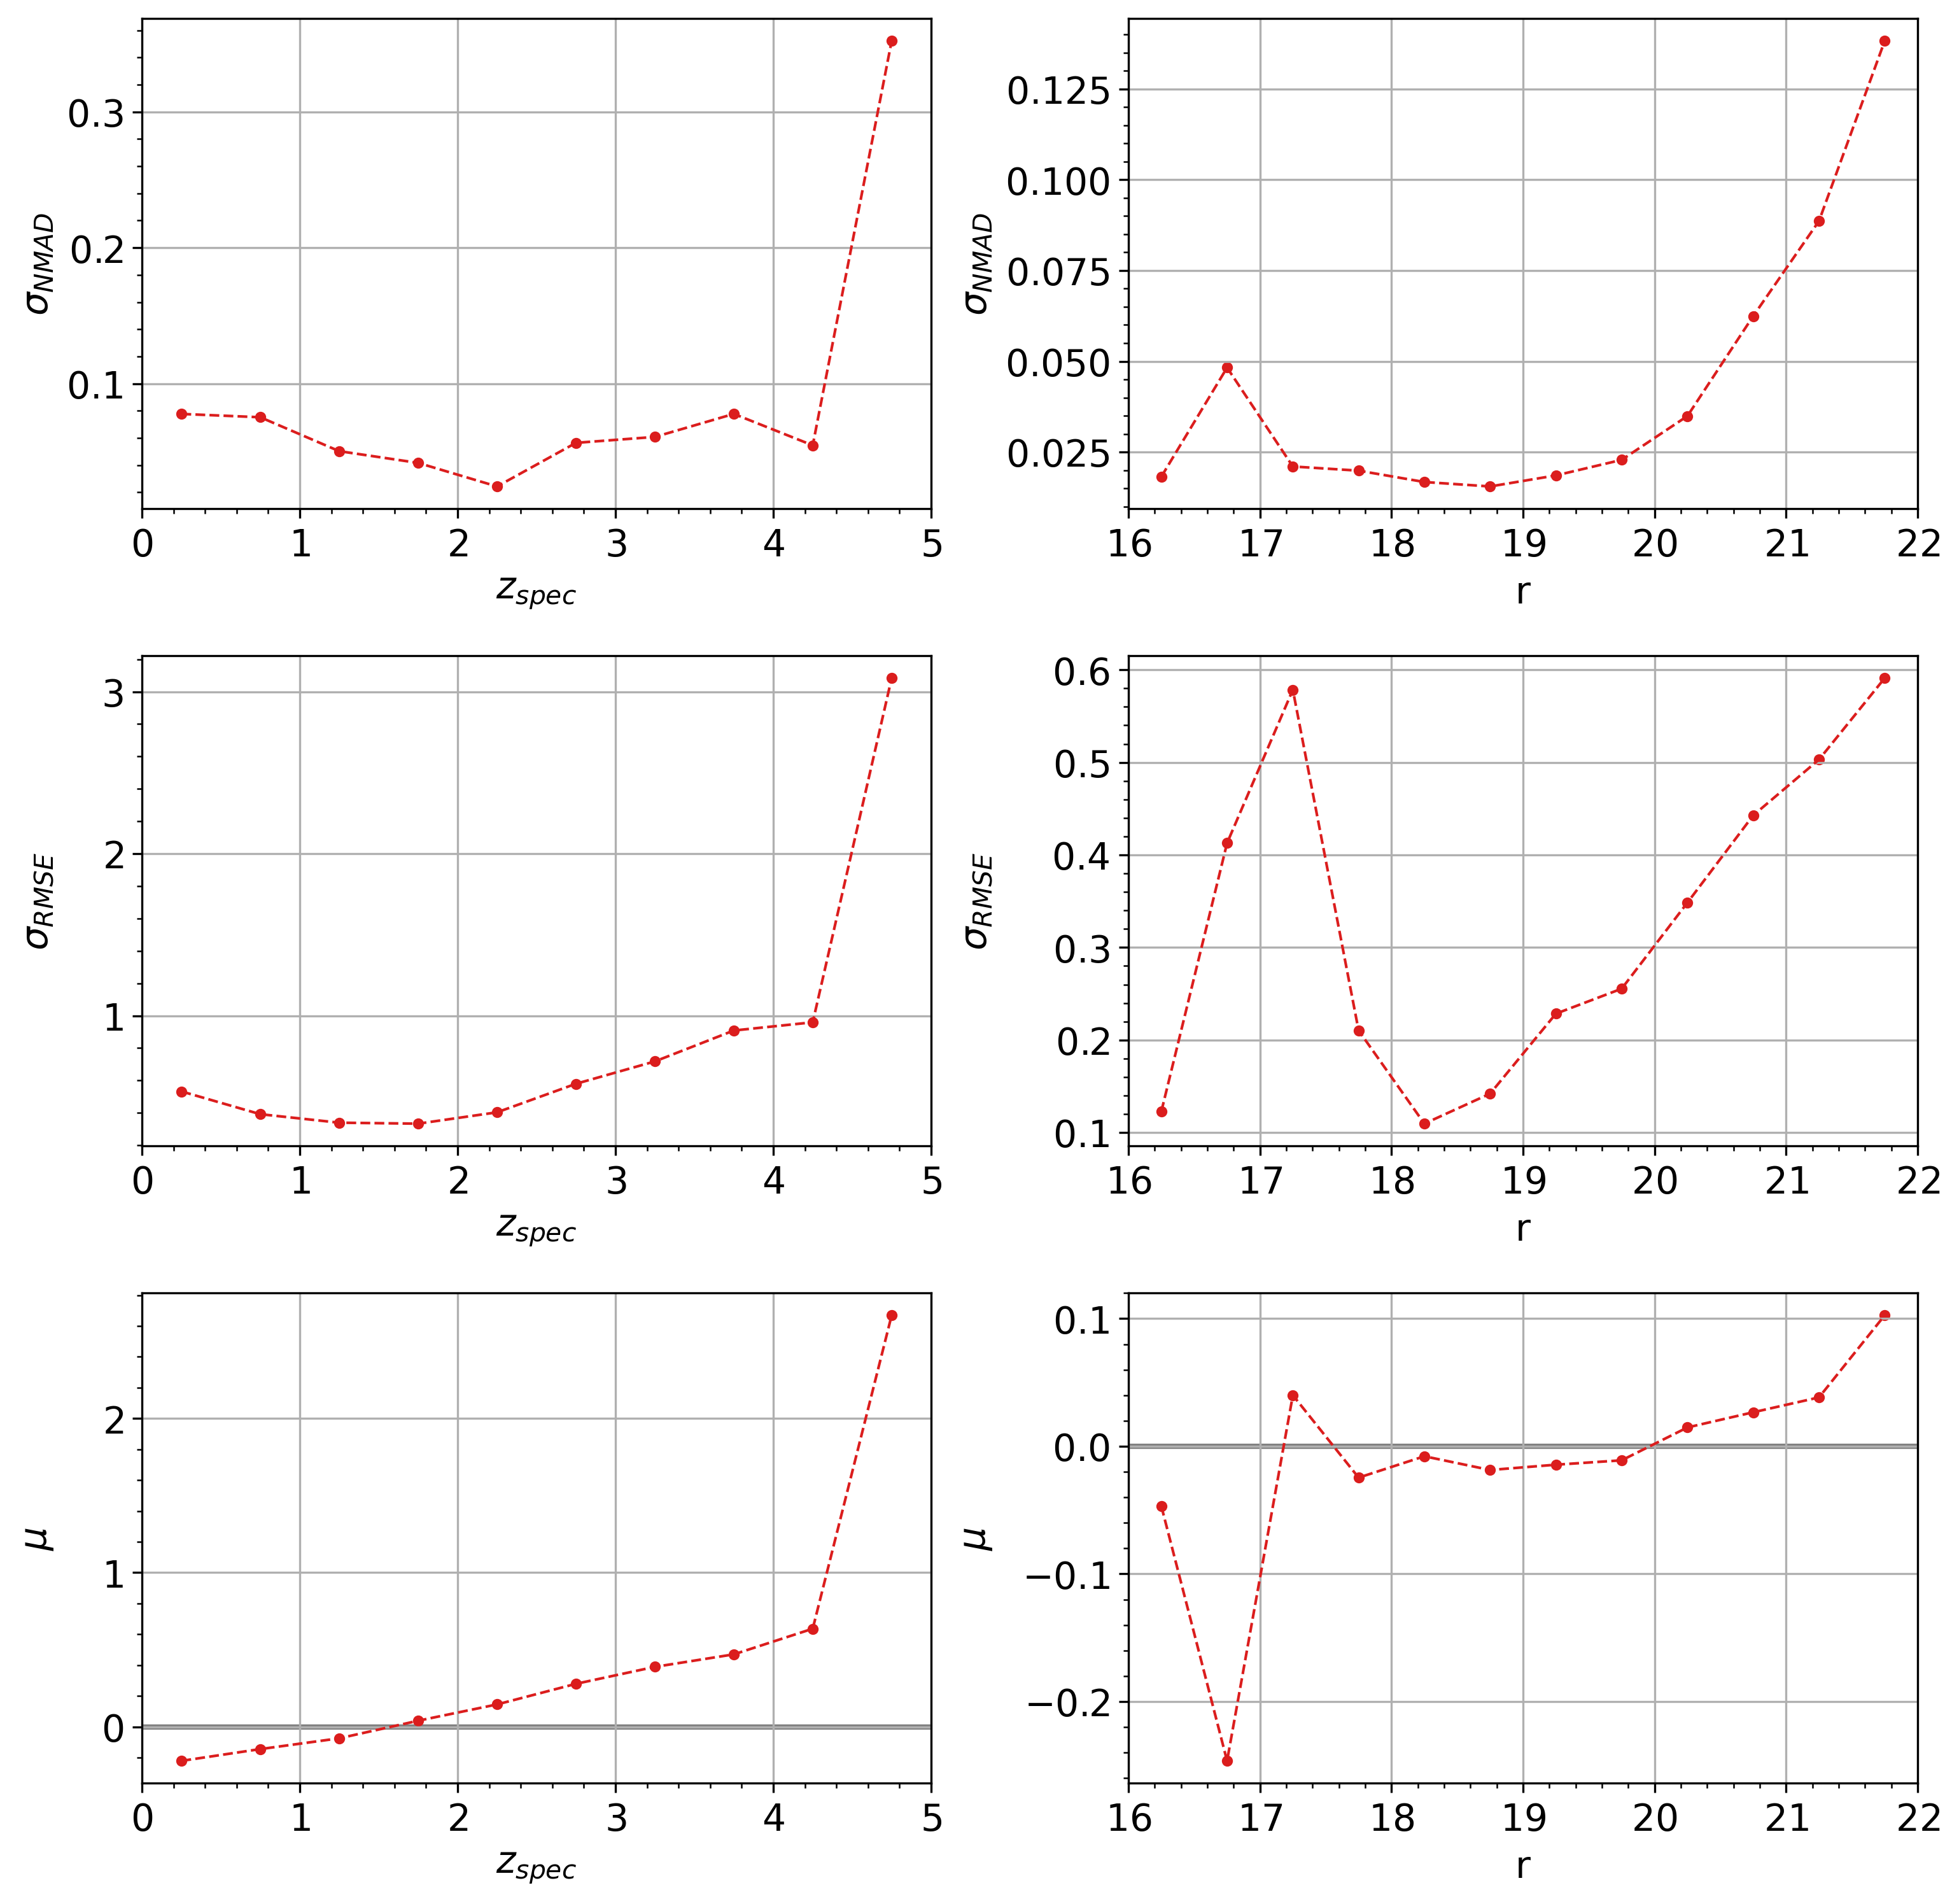 0.3
0.2
0.1
σNMAD
0 1 2 3 4 5
zspec
0.125
0.100
0.075
0.050
0.025
σNMAD
16 17 18 19 20 21 22
r
3
2
1
σRMSE
0 1 2 3 4 5
zspec
0.6
0.5
0.4
0.3
0.2
0.1
σRMSE
16 17 18 19 20 21 22
r
2
1
0
μ
0 1 2 3 4 5
zspec
0.1
0.0
−0.1
−0.2
μ
16 17 18 19 20 21 22
r